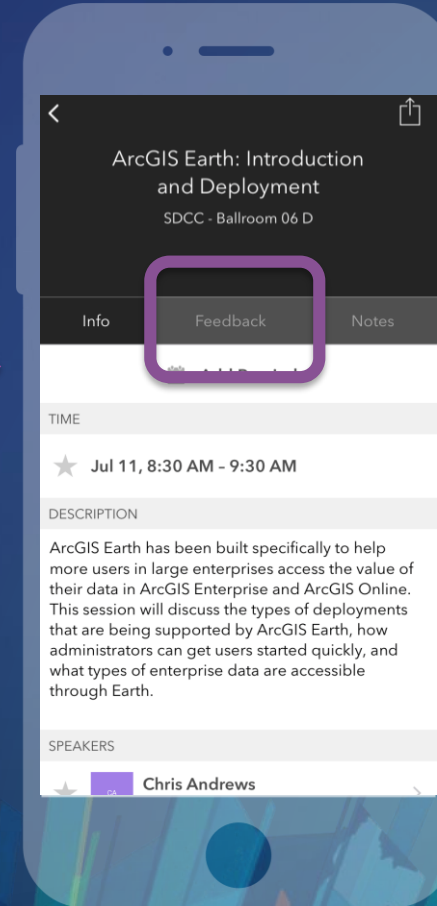 ArcGIS Earth: Introduction
and Deployment
SDCC - Ballroom 06 D
Info Feedback Notes
TIME
Jul 11, 8:30 AM – 9:30 AM
DESCRIPTION
ArcGIS Earth has been built specifically to help
more users in large enterprises access the value of
their data in ArcGIS Enterprise and ArcGIS Online.
This session will discuss the types of deployments
that are being supported by ArcGIS Earth, how
administrators can get users started quickly, and
what types of enterprise data are accessible
through Earth.
SPEAKERS
CA Chris Andrews